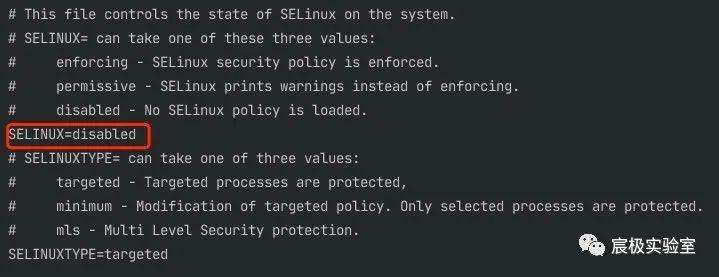 # This file controls the state of SELinux on the system.
# SELINUX= can take one of these three values:
#     enforcing - SELinux security policy is enforced.
#     permissive - SELinux prints warnings instead of enforcing.
#     disabled - No SELinux policy is loaded.
SELINUX=disabled
# SELINUXTYPE= can take one of three values:
#     targeted - Targeted processes are protected,
#     minimum - Modification of targeted policy. Only selected processes are protected.
#     mls - Multi Level Security protection.
SELINUXTYPE=targeted
宸极实验室